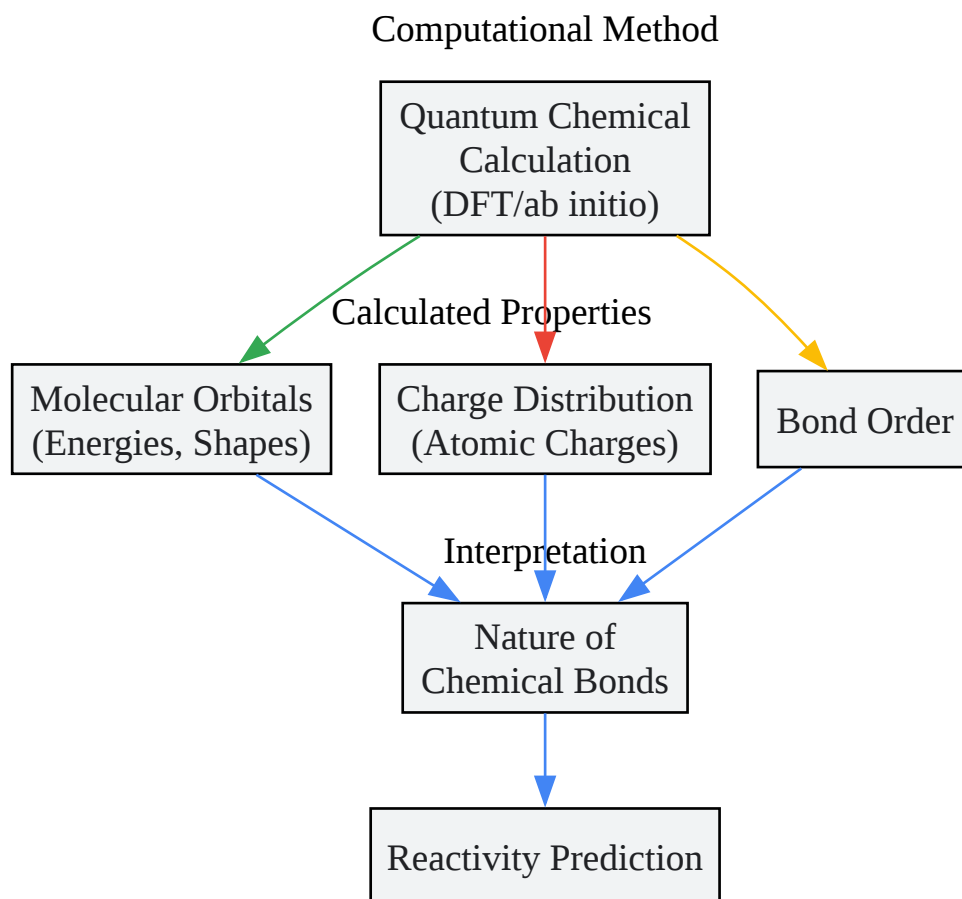 Computational Method
Quantum Chemical
Calculation
(DFT/ab initio)
Calculated Properties
Molecular Orbitals
(Energies, Shapes)
Charge Distribution
(Atomic Charges)
Bond Order
Interpretation
Nature of
Chemical Bonds
Reactivity Prediction